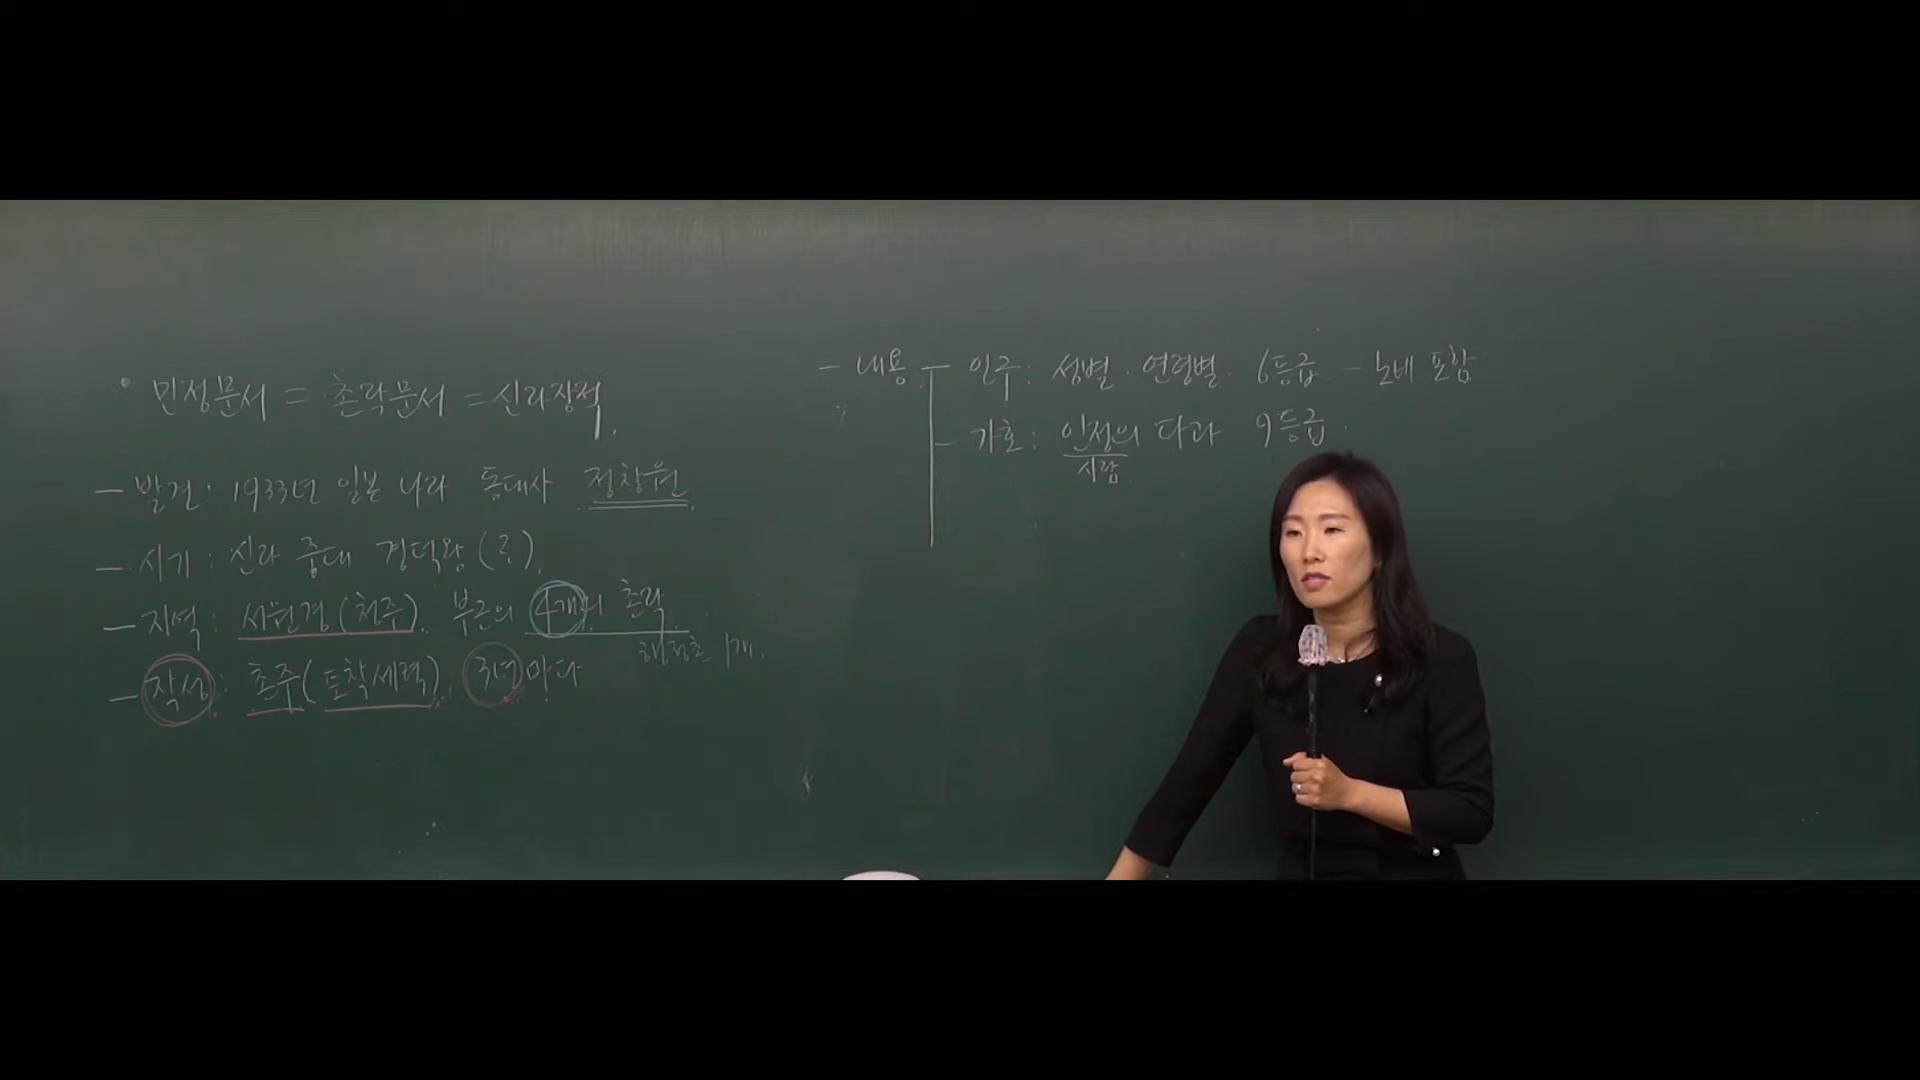 • 민정문서 = 촌락문서 = 신라장적.
– 발견: 1933년 일본 나라 동대사 정창원.
– 시기: 신라 중대 경덕왕(?).
– 지역: 서원경(청주). 부근의 4개의 촌락.
행정촌 1개.
– 작성: 촌주(토착세력). 3년마다
– 내용 – 인구: 성별 · 연령별 · 6등급. – 노비 포함
– 가호: 인정의 다과 9등급.
사람